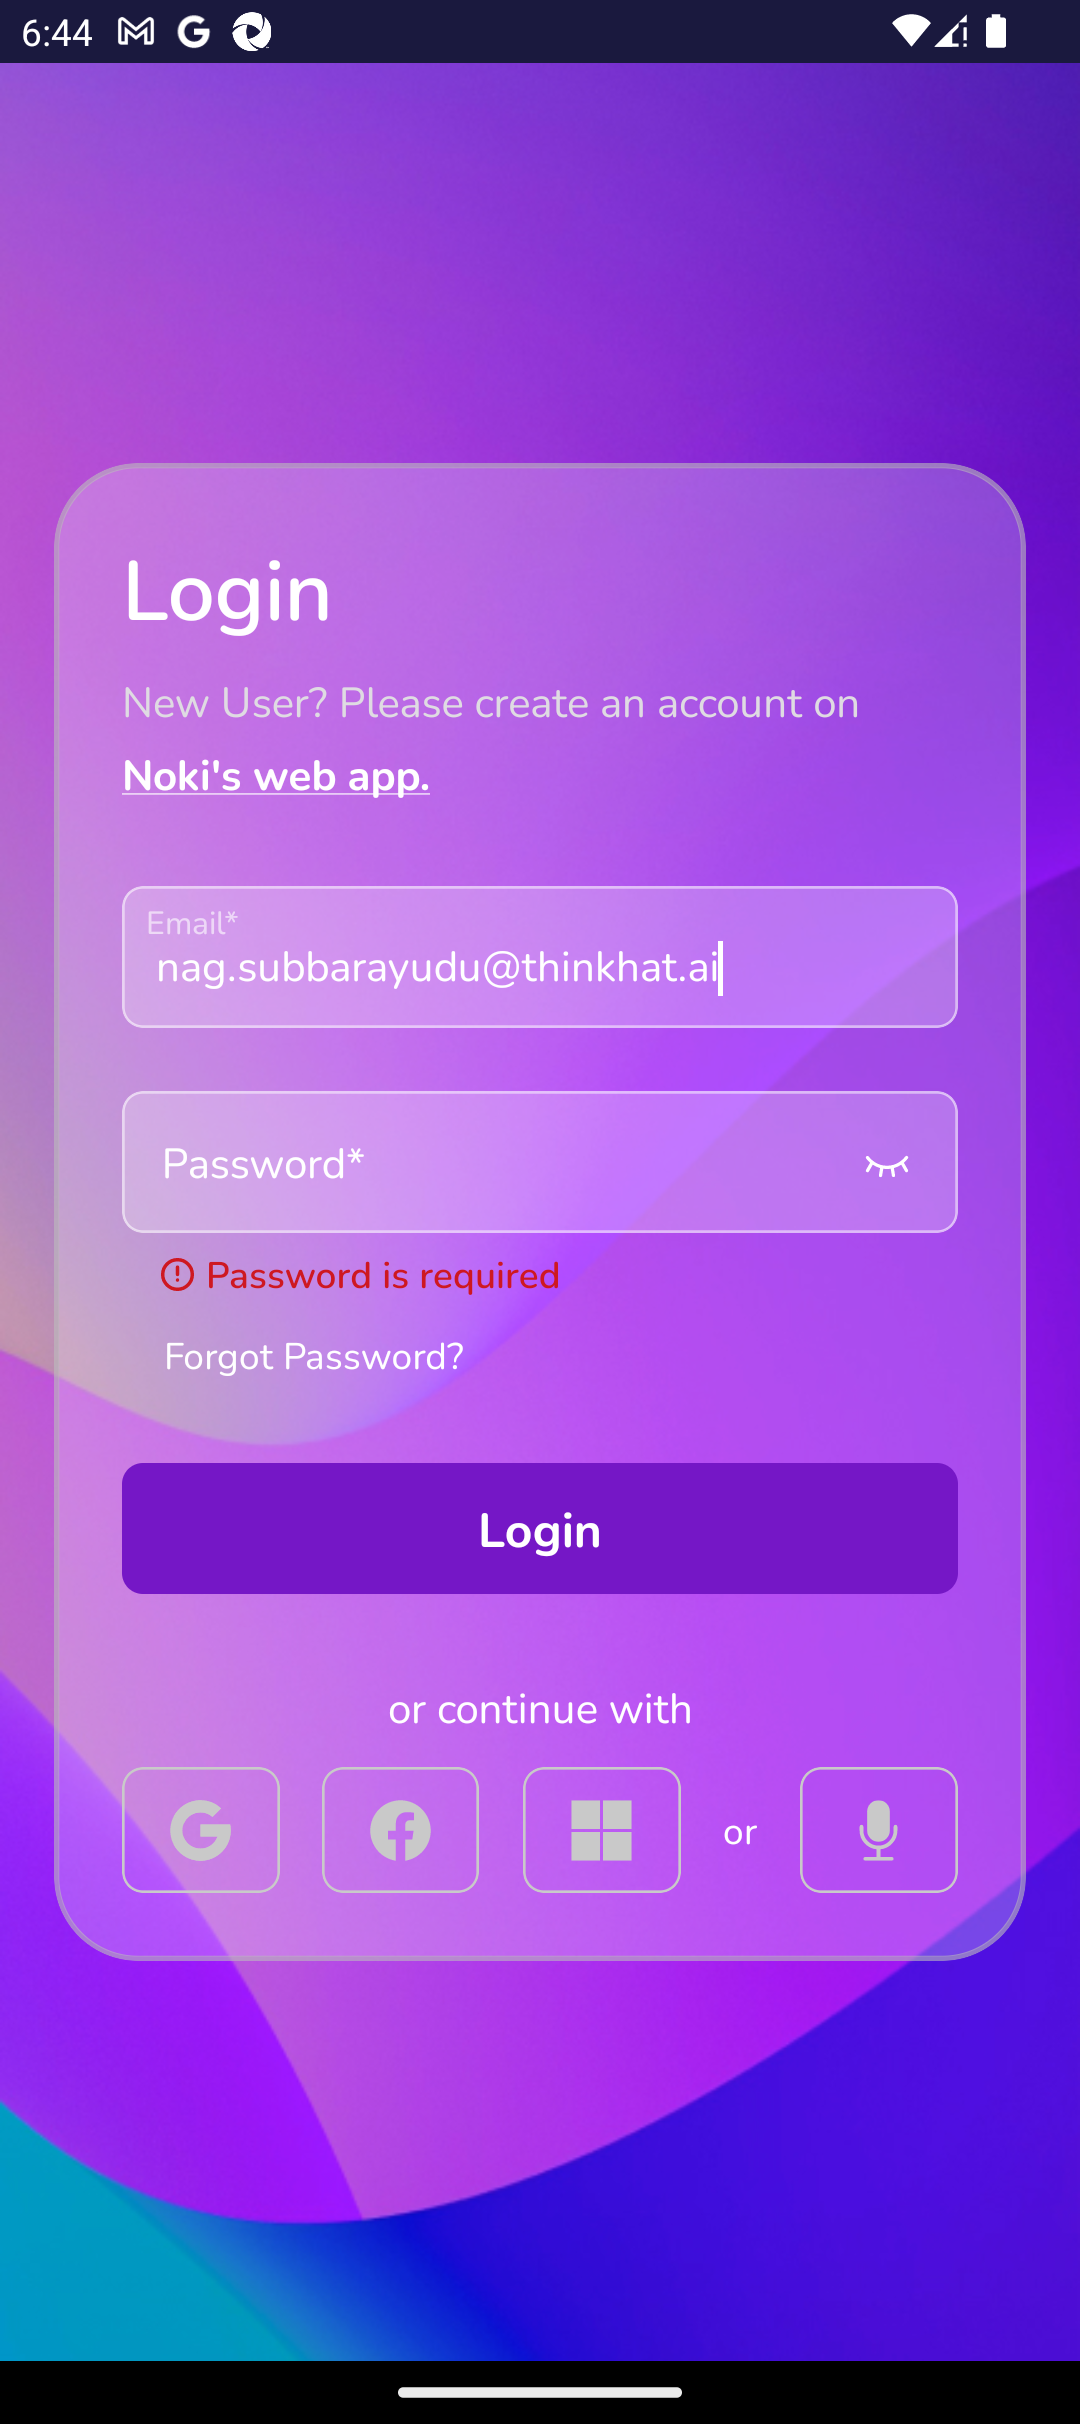 6:44
Login
New User? Please create an account on
Noki's web app.
Email*
nag.subbarayudu@thinkhat.ai
Password*
Password is required
Forgot Password?
Login
or continue with
or